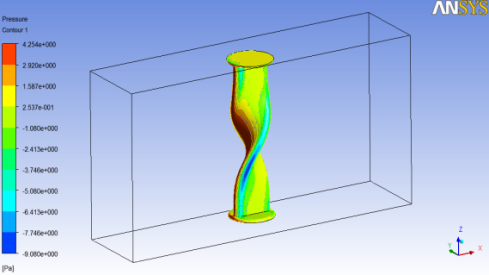 ANSYS
Pressure
Contour 1
4.254e+000
2.920e+000
1.587e+000
2.537e-001
-1.080e+000
-2.413e+000
-3.746e+000
-5.080e+000
-6.413e+000
-7.746e+000
-9.080e+000
[Pa]
Z
Y
X